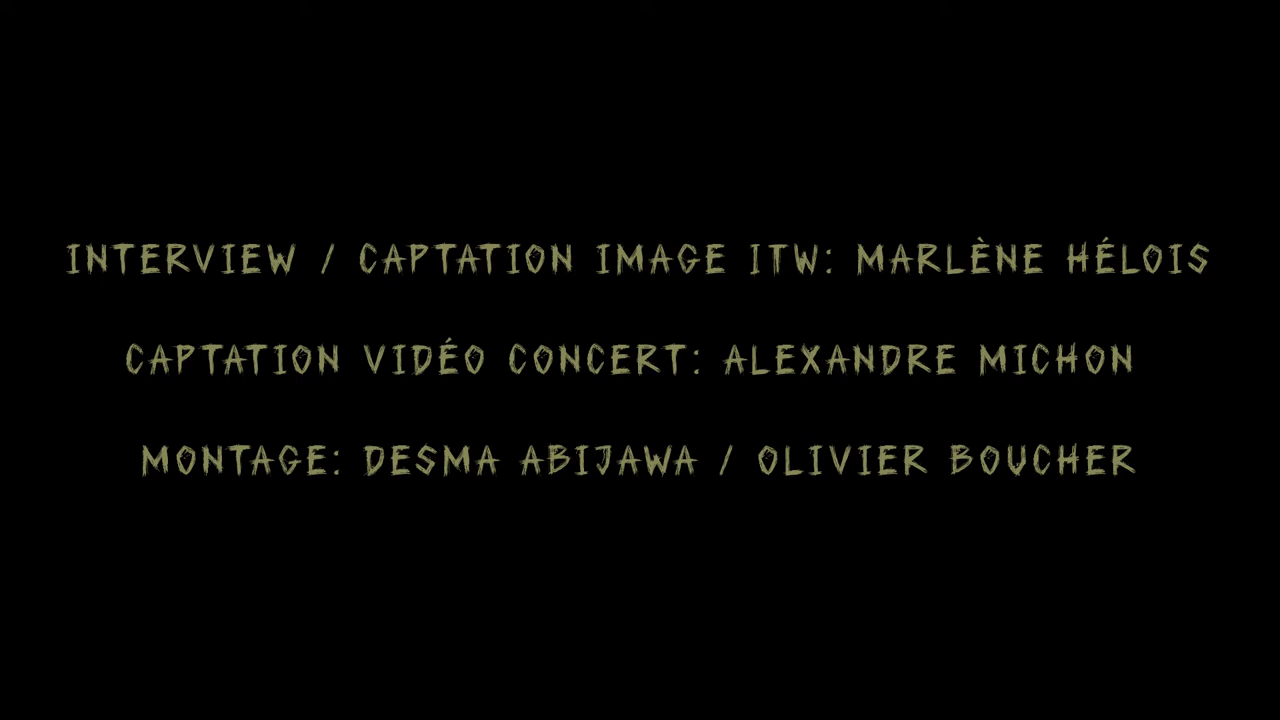 INTERVIEW / CAPTATION IMAGE ITW: MARLÈNE HÉLOIS
CAPTATION VIDÉO CONCERT: ALEXANDRE MICHON
MONTAGE: DESMA ABIJAWA / OLIVIER BOUCHER